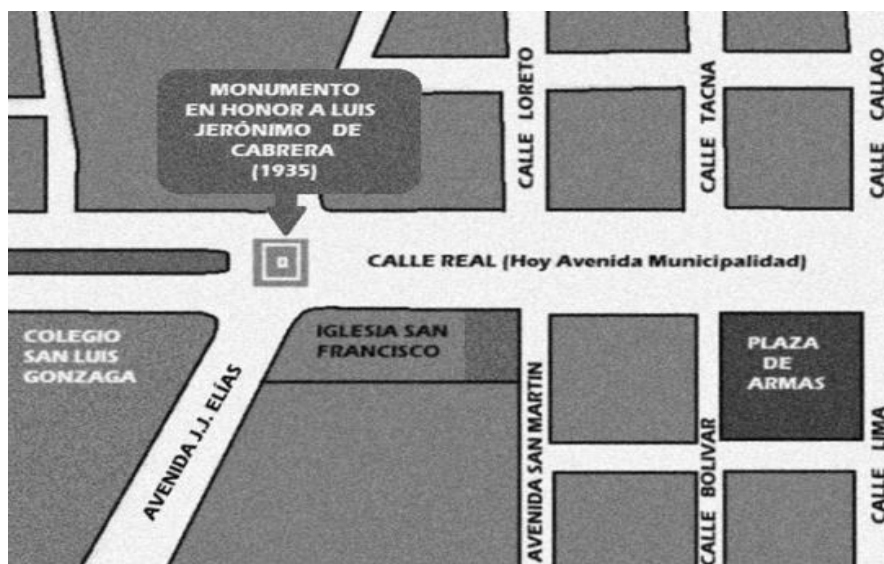 MONUMENTO
EN HONOR A LUIS
JERÓNIMO DE
CABRERA
(1935)
CALLE LORETO
CALLE TACNA
CALLE CALLAO
CALLE REAL (Hoy Avenida Municipalidad)
COLEGIO
SAN LUIS
GONZAGA
IGLESIA SAN
FRANCISCO
PLAZA
DE
ARMAS
AVENIDA J.J. ELÍAS
AVENIDA SAN MARTIN
CALLE BOLIVAR
CALLE LIMA